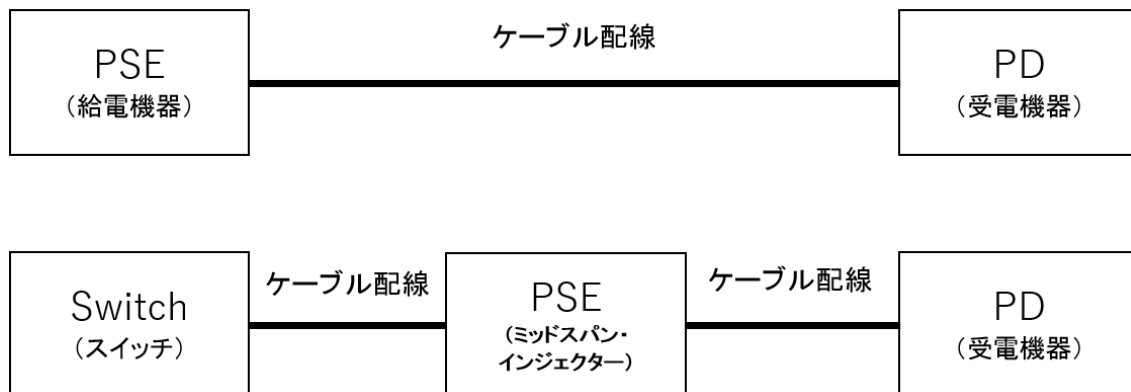 ケーブル配線
PSE
（給電機器）
PD
（受電機器）
Switch
（スイッチ）
ケーブル配線
PSE
（ミッドスパン・
インジェクター）
ケーブル配線
PD
（受電機器）